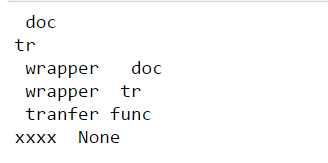 doc
tr
wrapper   doc
wrapper  tr
tranfer func
xxxx  None